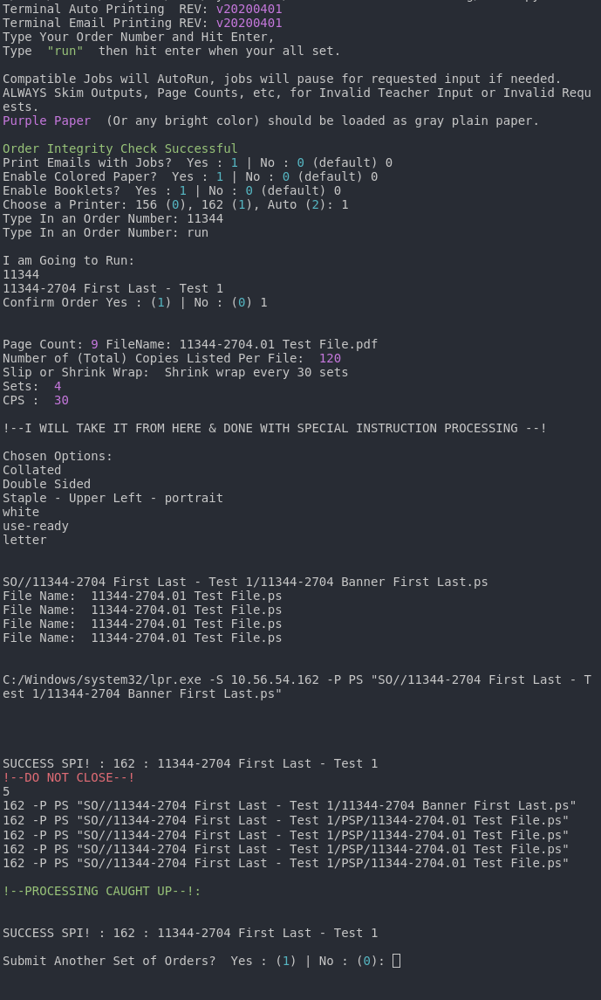 Terminal Auto Printing  REV: v20200401
Terminal Email Printing REV: v20200401
Type Your Order Number and Hit Enter,
Type  "run"  then hit enter when your all set.
Compatible Jobs will AutoRun, jobs will pause for requested input if needed.
ALWAYS Skim Outputs, Page Counts, etc, for Invalid Teacher Input or Invalid Requ
ests.
Purple Paper  (Or any bright color) should be loaded as gray plain paper.
Order Integrity Check Successful
Print Emails with Jobs?  Yes : 1 | No : 0 (default) 0
Enable Colored Paper?  Yes : 1 | No : 0 (default) 0
Enable Booklets?  Yes : 1 | No : 0 (default) 0
Choose a Printer: 156 (0), 162 (1), Auto (2): 1
Type In an Order Number: 11344
Type In an Order Number: run
I am Going to Run:
11344
11344-2704 First Last - Test 1
Confirm Order Yes : (1) | No : (0) 1
Page Count: 9 FileName: 11344-2704.01 Test File.pdf
Number of (Total) Copies Listed Per File:  120
Slip or Shrink Wrap:  Shrink wrap every 30 sets
Sets:  4
CPS :  30
!--I WILL TAKE IT FROM HERE & DONE WITH SPECIAL INSTRUCTION PROCESSING --!
Chosen Options:
Collated
Double Sided
Staple - Upper Left - portrait
white
use-ready
letter
SO//11344-2704 First Last - Test 1/11344-2704 Banner First Last.ps
File Name:  11344-2704.01 Test File.ps
File Name:  11344-2704.01 Test File.ps
File Name:  11344-2704.01 Test File.ps
File Name:  11344-2704.01 Test File.ps
C:/Windows/system32/lpr.exe -S 10.56.54.162 -P PS "SO//11344-2704 First Last - T
est 1/11344-2704 Banner First Last.ps"
SUCCESS SPI! : 162 : 11344-2704 First Last - Test 1
!--DO NOT CLOSE--!
5
162 -P PS "SO//11344-2704 First Last - Test 1/11344-2704 Banner First Last.ps"
162 -P PS "SO//11344-2704 First Last - Test 1/PSP/11344-2704.01 Test File.ps"
162 -P PS "SO//11344-2704 First Last - Test 1/PSP/11344-2704.01 Test File.ps"
162 -P PS "SO//11344-2704 First Last - Test 1/PSP/11344-2704.01 Test File.ps"
162 -P PS "SO//11344-2704 First Last - Test 1/PSP/11344-2704.01 Test File.ps"
!--PROCESSING CAUGHT UP--!:
SUCCESS SPI! : 162 : 11344-2704 First Last - Test 1
Submit Another Set of Orders?  Yes : (1) | No : (0):